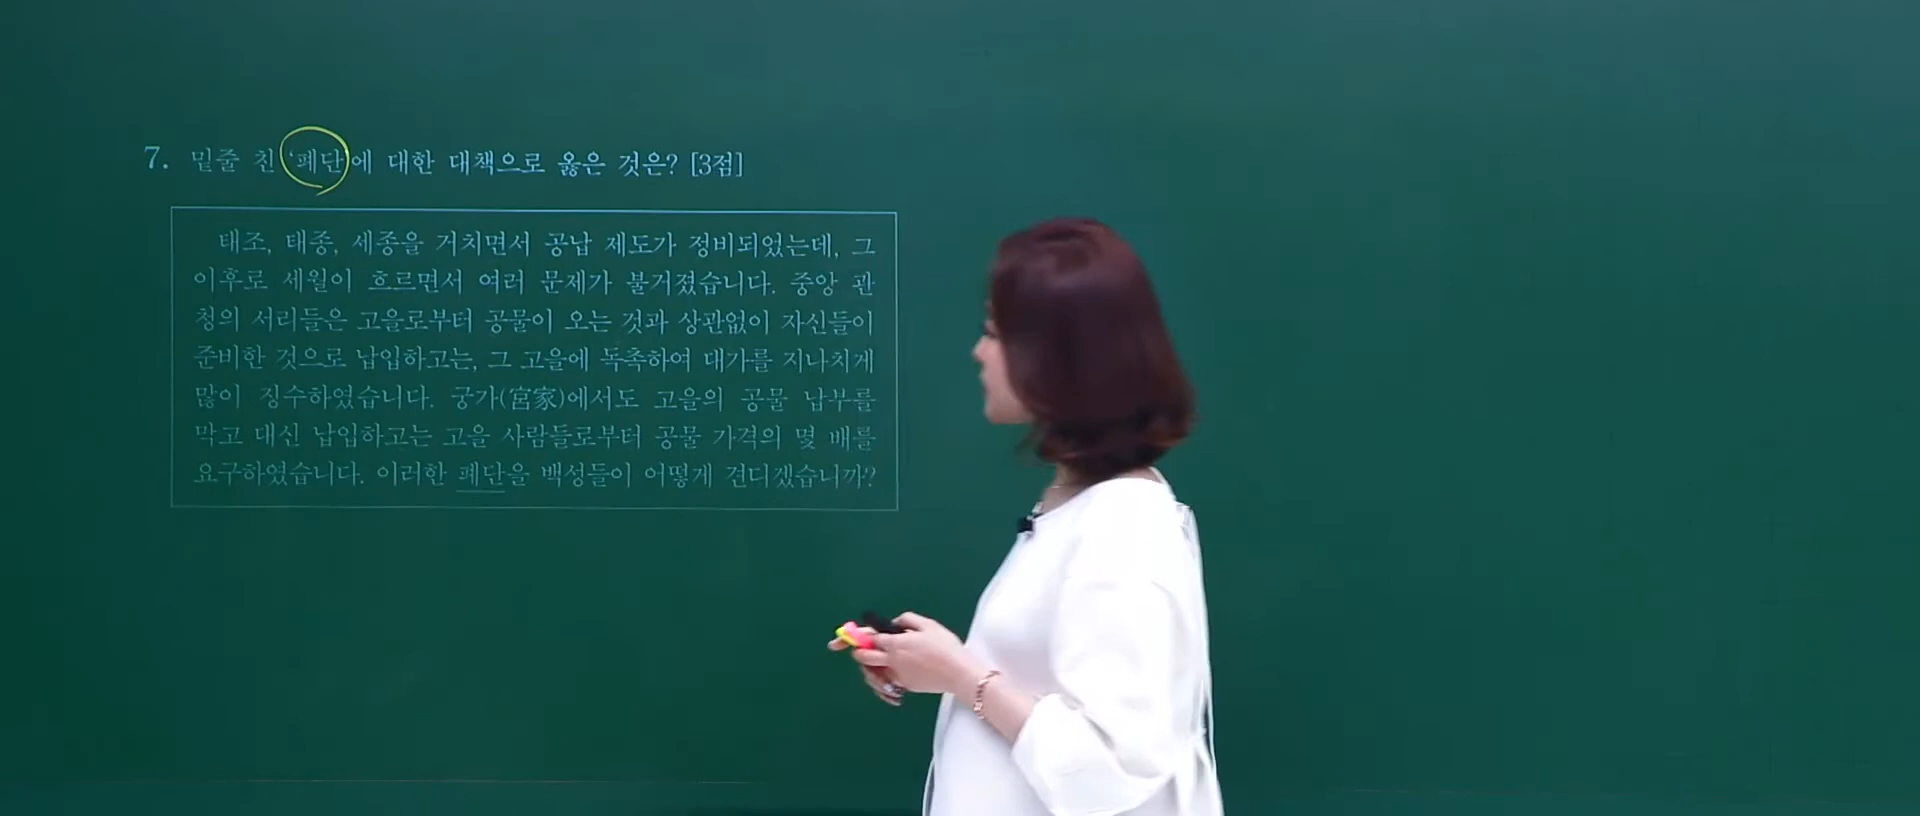 7. 밑줄 친 '폐단'에 대한 대책으로 옳은 것은? [3점]
태조, 태종, 세종을 거치면서 공납 제도가 정비되었는데, 그
이후로 세월이 흐르면서 여러 문제가 불거졌습니다. 중앙 관
청의 서리들은 고을로부터 공물이 오는 것과 상관없이 자신들이
준비한 것으로 납입하고는, 그 고을에 독촉하여 대가를 지나치게
많이 징수하였습니다. 궁가(宮家)에서도 고을의 공물 납부를
막고 대신 납입하고는 고을 사람들로부터 공물 가격의 몇 배를
요구하였습니다. 이러한 폐단을 백성들이 어떻게 견디겠습니까?